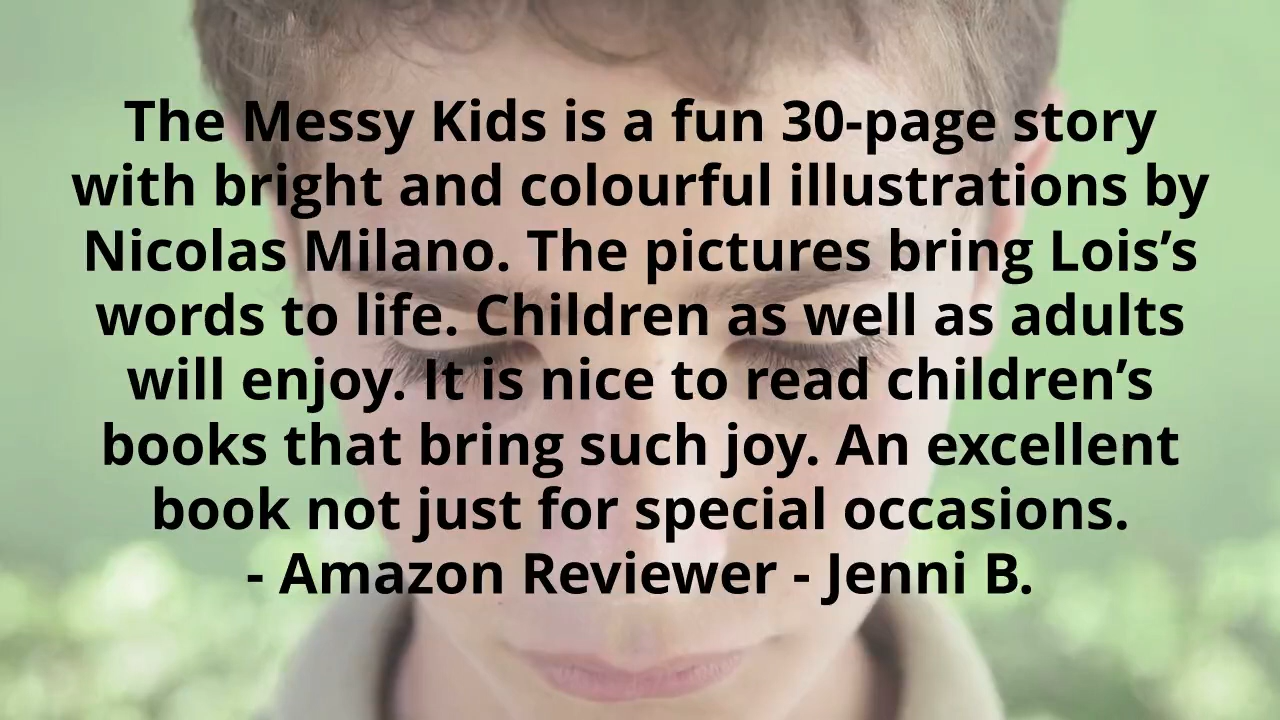 The Messy Kids is a fun 30-page story
with bright and colourful illustrations by
Nicolas Milano. The pictures bring Lois’s
words to life. Children as well as adults
will enjoy. It is nice to read children’s
books that bring such joy. An excellent
book not just for special occasions.
- Amazon Reviewer - Jenni B.